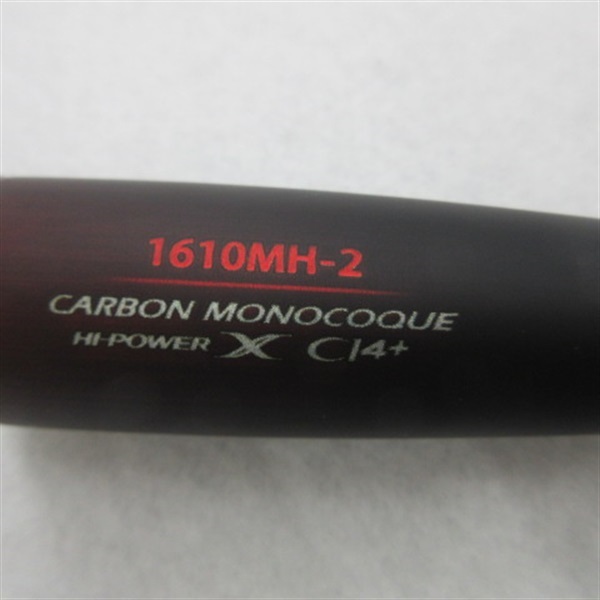 1610MH-2
CARBON MONOCOQUE
HI-POWER X CI4+